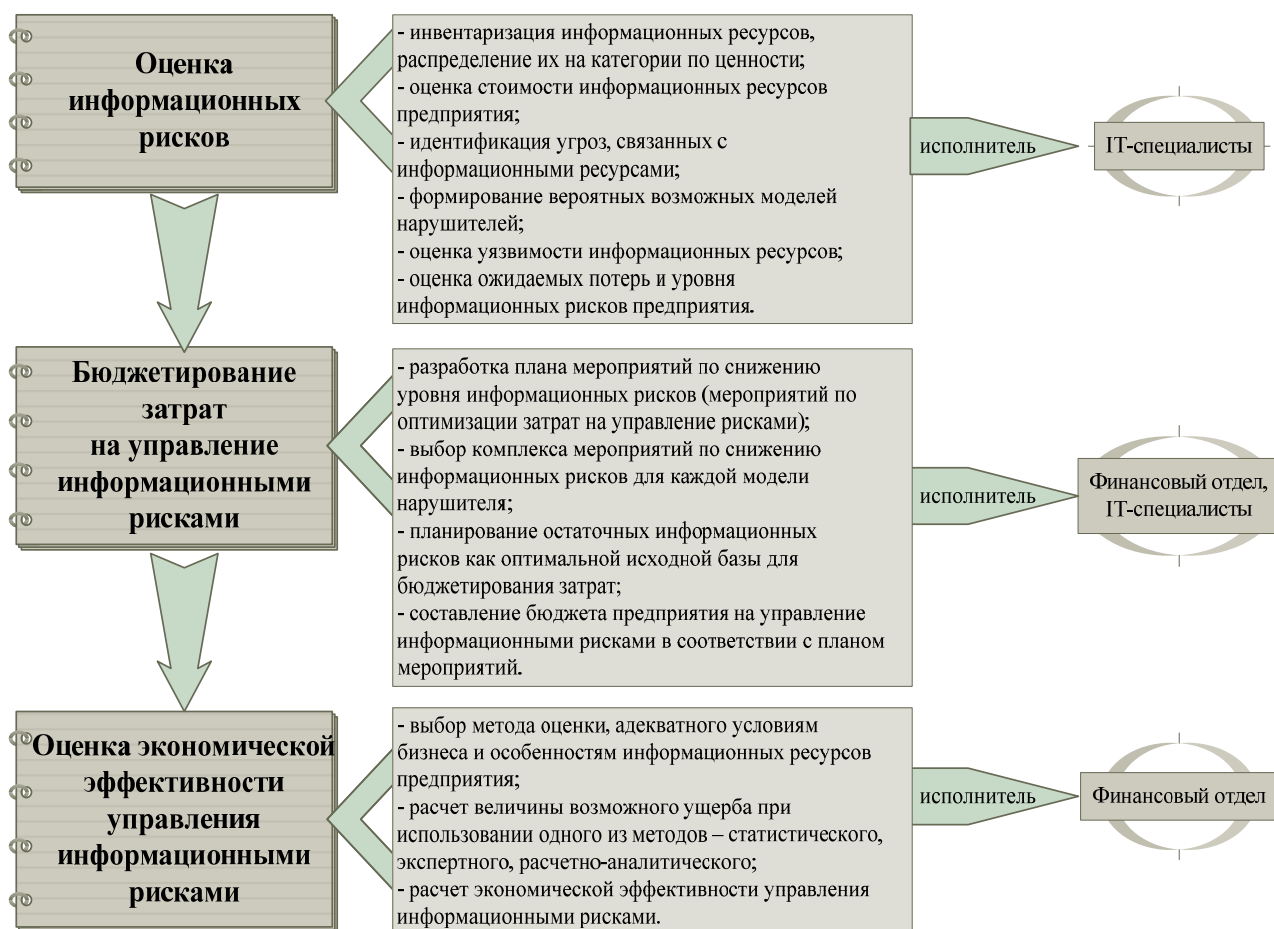 Оценка
информационных
рисков
- инвентаризация информационных ресурсов,
распределение их на категории по ценности;
- оценка стоимости информационных ресурсов
предприятия;
- идентификация угроз, связанных с
информационными ресурсами;
- формирование вероятных возможных моделей
нарушителей;
- оценка уязвимости информационных ресурсов;
- оценка ожидаемых потерь и уровня
информационных рисков предприятия.
исполнитель
IT-специалисты
Бюджетирование
затрат
на управление
информационными
рисками
- разработка плана мероприятий по снижению
уровня информационных рисков (мероприятий по
оптимизации затрат на управление рисками);
- выбор комплекса мероприятий по снижению
информационных рисков для каждой модели
нарушителя;
- планирование остаточных информационных
рисков как оптимальной исходной базы для
бюджетирования затрат;
- составление бюджета предприятия на управление
информационными рисками в соответствии с планом
мероприятий.
исполнитель
Финансовый отдел,
IT-специалисты
Оценка экономической
эффективности
управления
информационными
рисками
- выбор метода оценки, адекватного условиям
бизнеса и особенностям информационных ресурсов
предприятия;
- расчет величины возможного ущерба при
использовании одного из методов – статистического,
экспертного, расчетно-аналитического;
- расчет экономической эффективности управления
информационными рисками.
исполнитель
Финансовый отдел